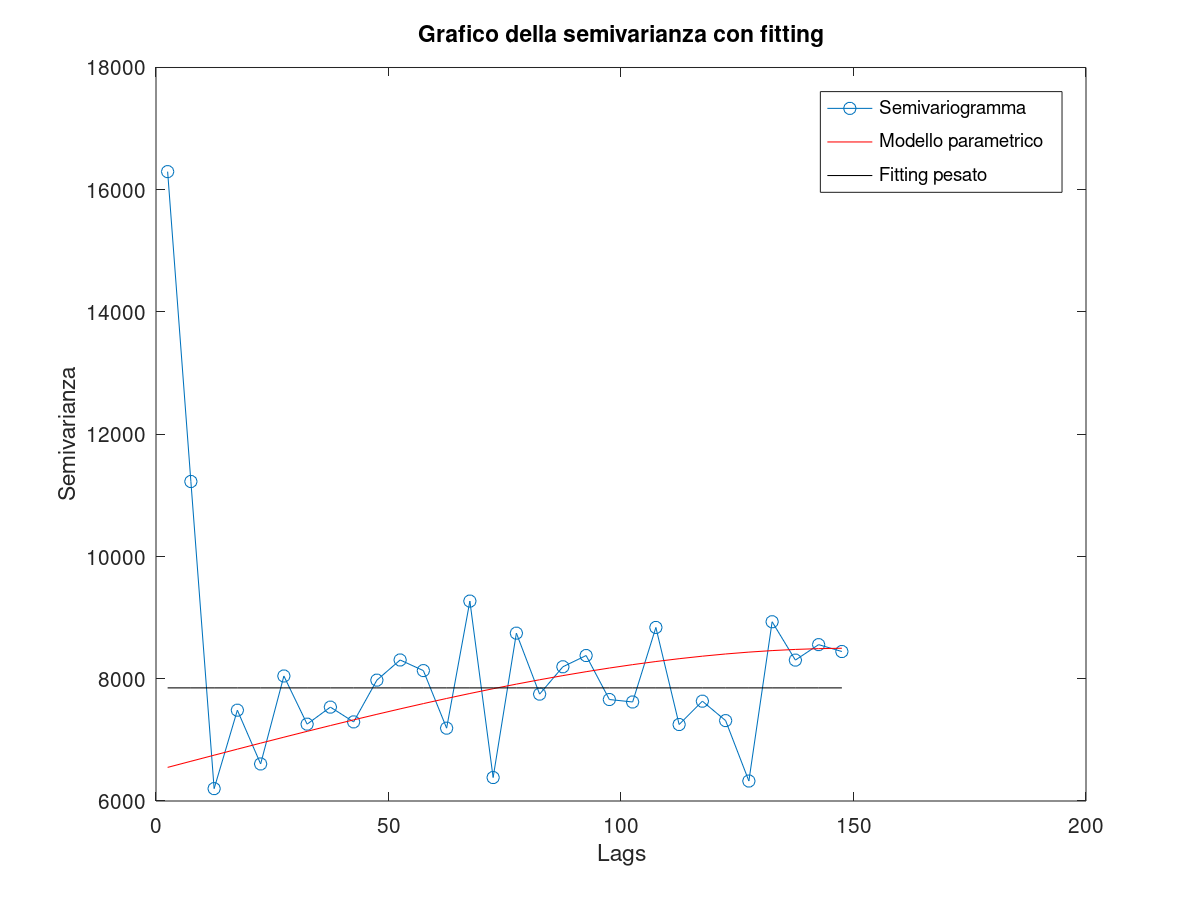 Grafico della semivarianza con fitting
18000
16000
14000
12000
10000
8000
6000
Semivarianza
0
50
100
150
200
Lags
Semivariogramma
Modello parametrico
Fitting pesato